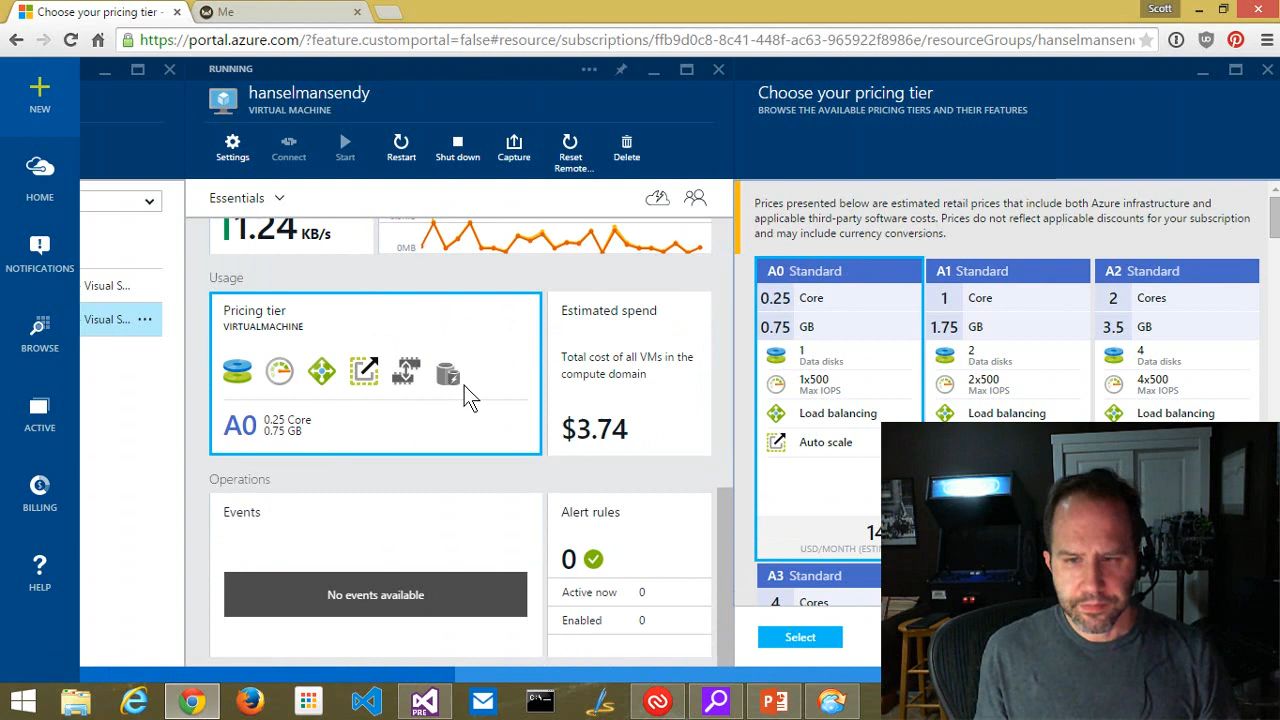 Choose your pricing tier -
Me
Scott
https://portal.azure.com/?feature.customportal=false#resource/subscriptions/ffb9d0c8-8c41-448f-ac63-965922f8986e/resourceGroups/hanselmansend
NEW
HOME
NOTIFICATIONS
BROWSE
ACTIVE
BILLING
HELP
Visual S...
Visual S... ...
RUNNING
hanselmansendy
VIRTUAL MACHINE
Settings
Connect
Start
Restart
Shut down
Capture
Reset
Remote...
Delete
Essentials
1.24 KB/s
0MB
Usage
Pricing tier
VIRTUALMACHINE
A0
0.25 Core
0.75 GB
Estimated spend
Total cost of all VMs in the
compute domain
$3.74
Operations
Events
No events available
Alert rules
0
Active now 0
Enabled 0
Choose your pricing tier
BROWSE THE AVAILABLE PRICING TIERS AND THEIR FEATURES
Prices presented below are estimated retail prices that include both Azure infrastructure and
applicable third-party software costs. Prices do not reflect applicable discounts for your subscription
and may include currency conversions.
A0 Standard
0.25 Core
0.75 GB
1
Data disks
1x500
Max IOPS
Load balancing
Auto scale
14
USD/MONTH (ESTI
A1 Standard
1 Core
1.75 GB
2
Data disks
2x500
Max IOPS
Load balancing
A2 Standard
2 Cores
3.5 GB
4
Data disks
4x500
Max IOPS
Load balancing
A3 Standard
4 Cores
Select
C:\_
PRE